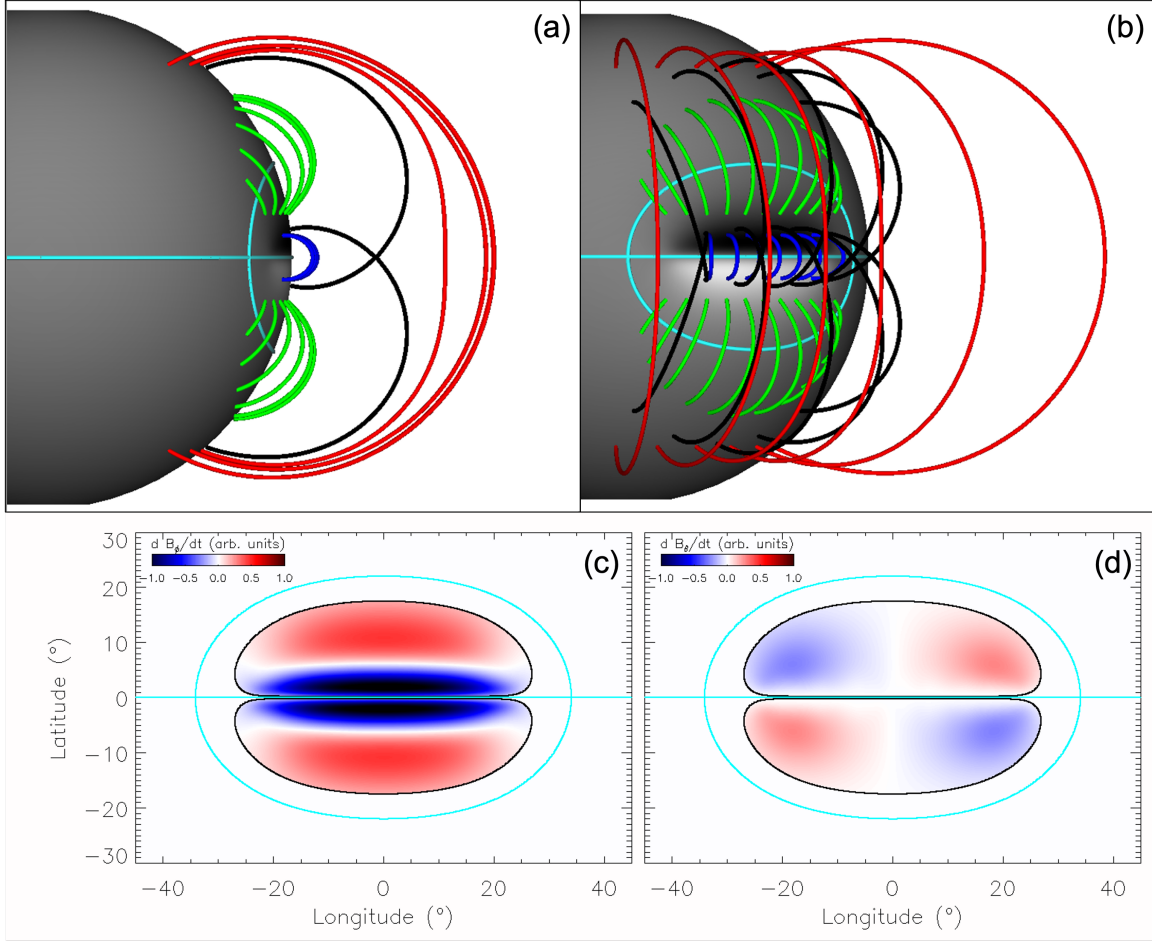 (a)
(b)
d Bϕ/dt (arb. units)
−1.0 −0.5 0.0 0.5 1.0
(c)
d Bθ/dt (arb. units)
−1.0 −0.5 0.0 0.5 1.0
(d)
30
20
10
0
−10
−20
−30
Latitude (°)
−40 −20 0 20 40
Longitude (°)
−40 −20 0 20 40
Longitude (°)